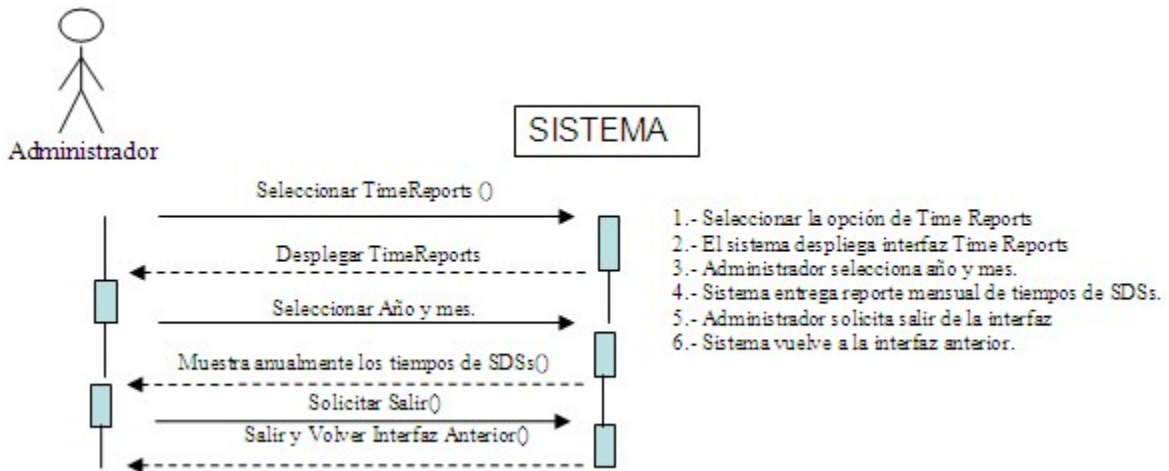 SISTEMA
Administrador
Seleccionar TimeReports ()
Desplegar TimeReports
Seleccionar Año y mes.
Muestra anualmente los tiempos de SDSs()
Solicitar Salir()
Salir y Volver Interfaz Anterior()
1.- Seleccionar la opción de Time Reports
2.- El sistema despliega interfaz Time Reports
3.- Administrador selecciona año y mes.
4.- Sistema entrega reporte mensual de tiempos de SDSs.
5.- Administrador solicita salir de la interfaz
6.- Sistema vuelve a la interfaz anterior.